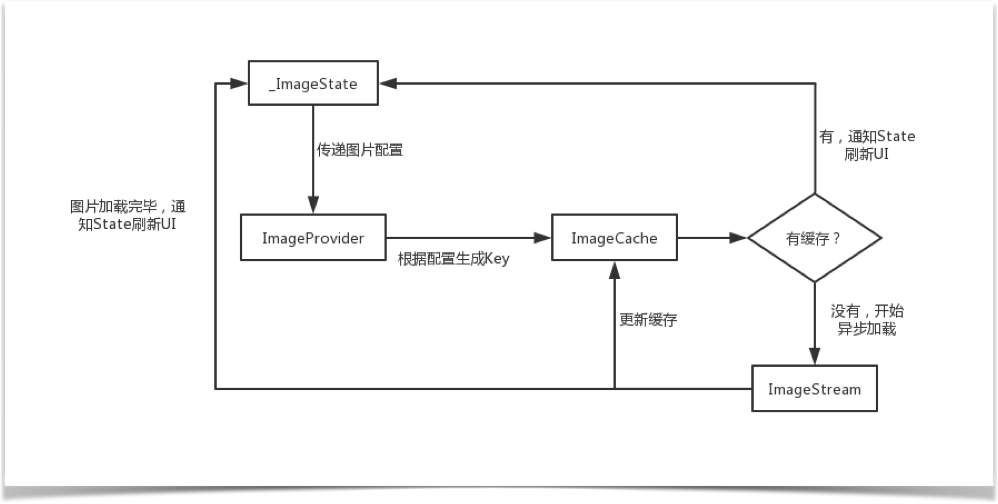 _ImageState
传递图片配置
有，通知State
刷新UI
图片加载完毕，通
知State刷新UI
ImageProvider
根据配置生成Key
ImageCache
有缓存？
没有，开始
异步加载
更新缓存
ImageStream